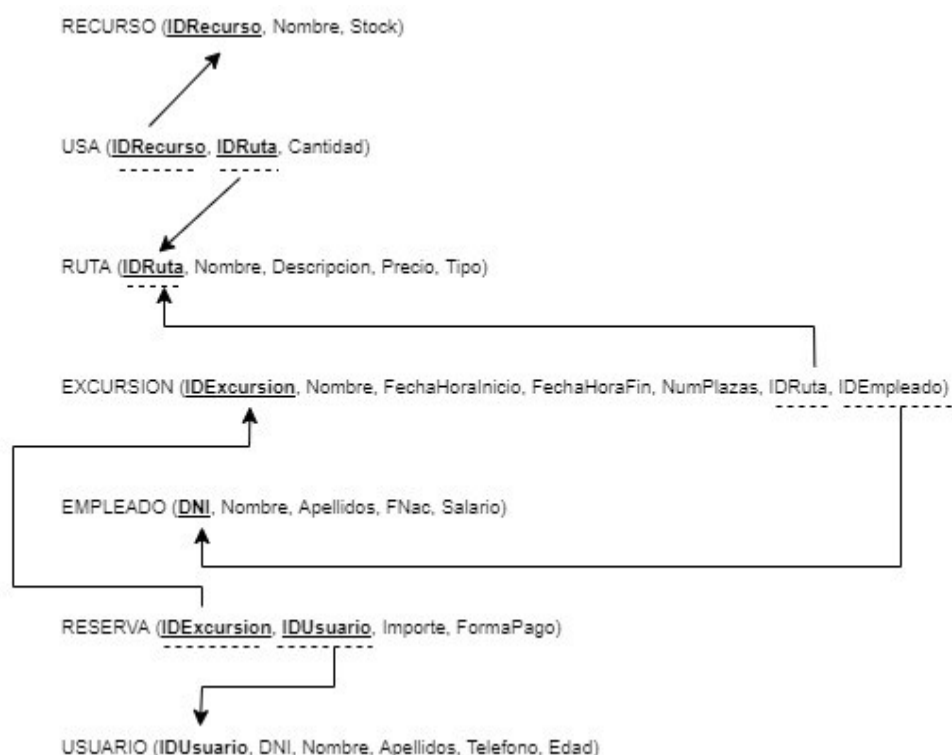 RECURSO (IDRecurso, Nombre, Stock)
USA (IDRecurso, IDRuta, Cantidad)
RUTA (IDRuta, Nombre, Descripcion, Precio, Tipo)
EXCURSION (IDExcursion, Nombre, FechaHoraInicio, FechaHoraFin, NumPlazas, IDRuta, IDEmpleado)
EMPLEADO (DNI, Nombre, Apellidos, FNac, Salario)
RESERVA (IDExcursion, IDUsuario, Importe, FormaPago)
USUARIO (IDUsuario, DNI, Nombre, Apellidos, Telefono, Edad)